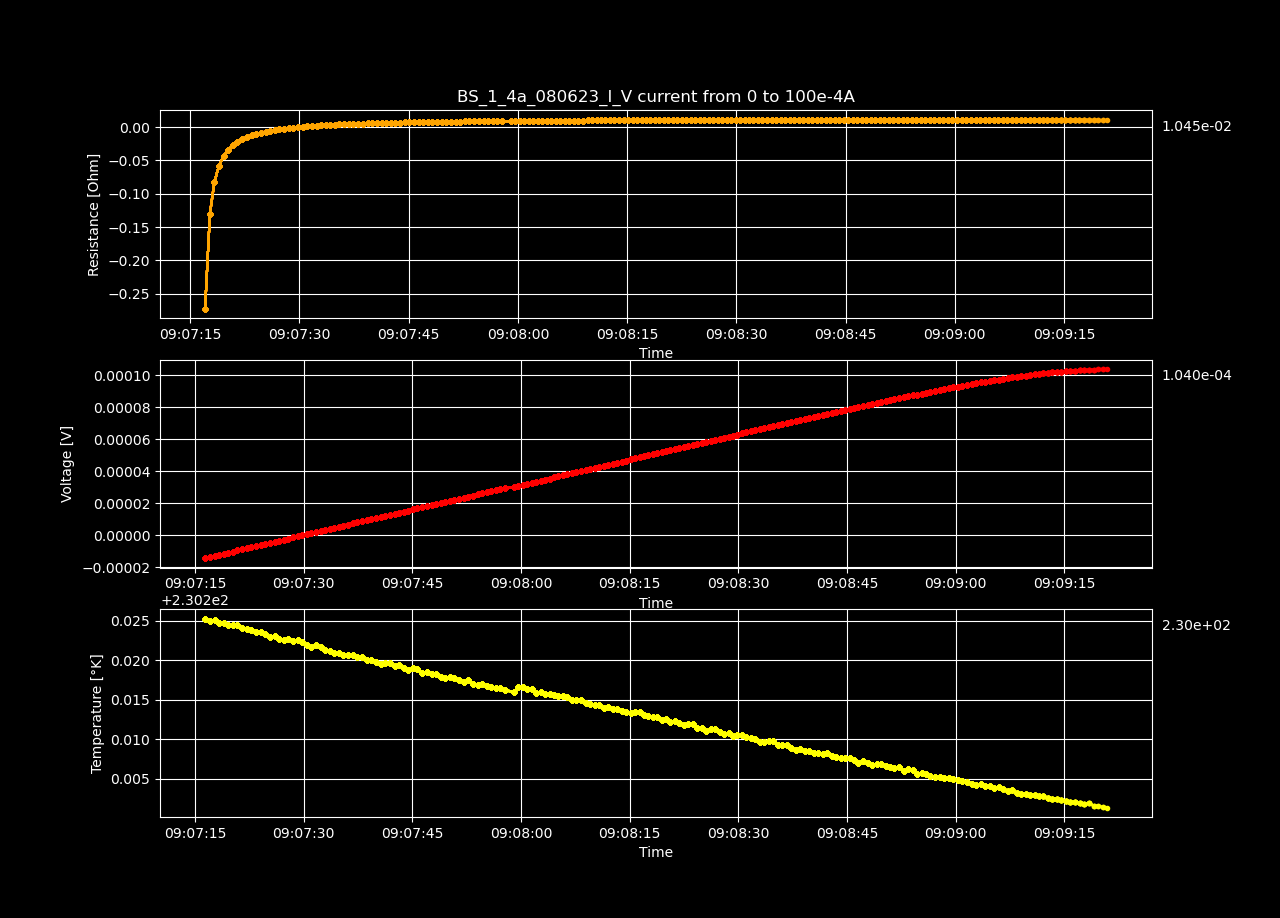 BS_1_4a_080623_I_V current from 0 to 100e-4A
0.00
−0.05
−0.10
−0.15
−0.20
−0.25
Resistance [Ohm]
1.045e-02
09:07:15 09:07:30 09:07:45 09:08:00 09:08:15 09:08:30 09:08:45 09:09:00 09:09:15
Time
0.00010
0.00008
0.00006
0.00004
0.00002
0.00000
−0.00002
Voltage [V]
1.040e-04
09:07:15 09:07:30 09:07:45 09:08:00 09:08:15 09:08:30 09:08:45 09:09:00 09:09:15
Time
+2.302e2
0.025
0.020
0.015
0.010
0.005
Temperature [°K]
2.30e+02
09:07:15 09:07:30 09:07:45 09:08:00 09:08:15 09:08:30 09:08:45 09:09:00 09:09:15
Time